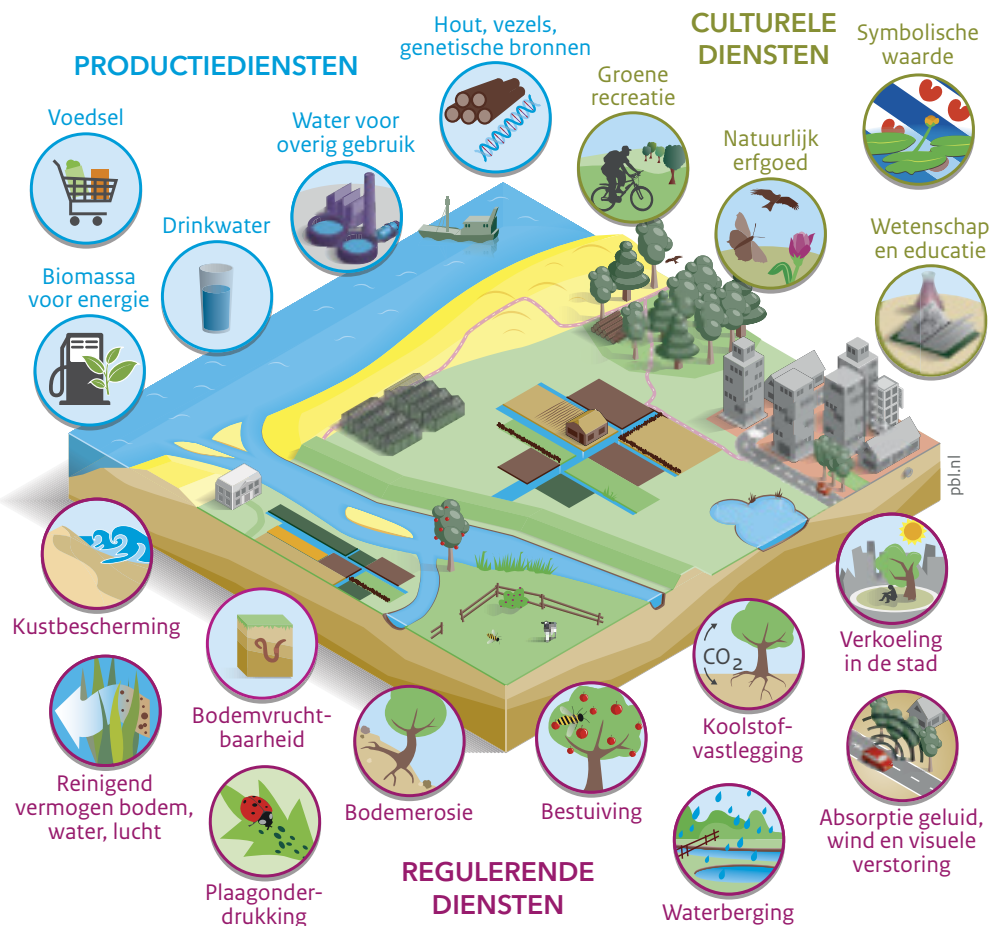 PRODUCTIEDIENSTEN
Voedsel
Biomassa
voor energie
Drinkwater
Water voor
overig gebruik
Hout, vezels,
genetische bronnen
CULTURELE
DIENSTEN
Groene
recreatie
Natuurlijk
erfgoed
Symbolische
waarde
Wetenschap
en educatie
pbl.nl
Kustbescherming
Reinigend
vermogen bodem,
water, lucht
Bodemvrucht-
baarheid
Plaagonder-
drukking
Bodemerosie
Bestuiving
REGULERENDE
DIENSTEN
CO2
Koolstof-
vastlegging
Waterberging
Verkoeling
in de stad
Absorptie geluid,
wind en visuele
verstoring